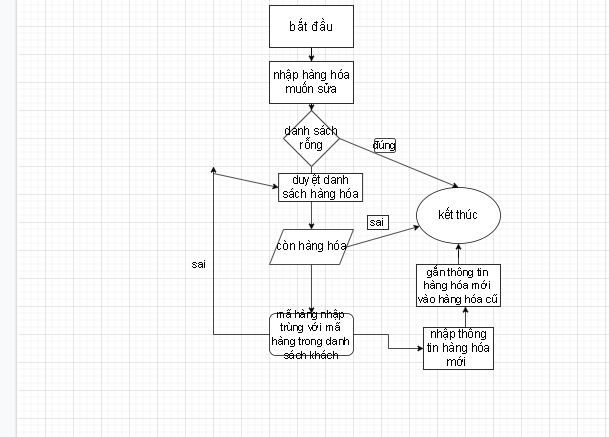 bắt đầu
nhập hàng hóa
muốn sửa
danh sách
rỗng
đúng
duyệt danh
sách hàng hóa
kết thúc
sai
còn hàng hóa
sai
gắn thông tin
hàng hóa mới
vào hàng hóa cũ
mã hàng nhập
trùng với mã
hàng trong danh
sách khách
nhập thông
tin hàng hóa
mới